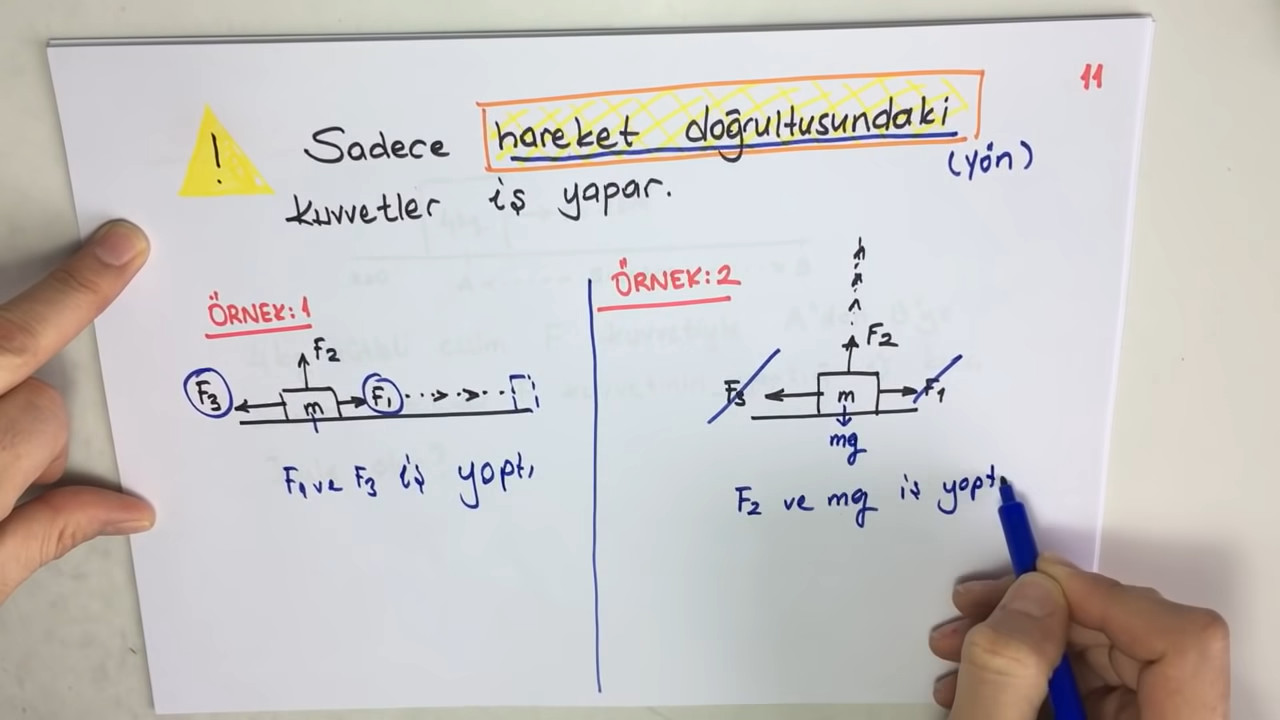 11
! Sadece hareket doğrultusundaki
(yön)
kuvvetler iş yapar.
ÖRNEK:1
F2
F3
m
F1
F1 ve F3 iş yaptı
ÖRNEK:2
F2
F3
m
F1
mg
F2 ve mg iş yapt